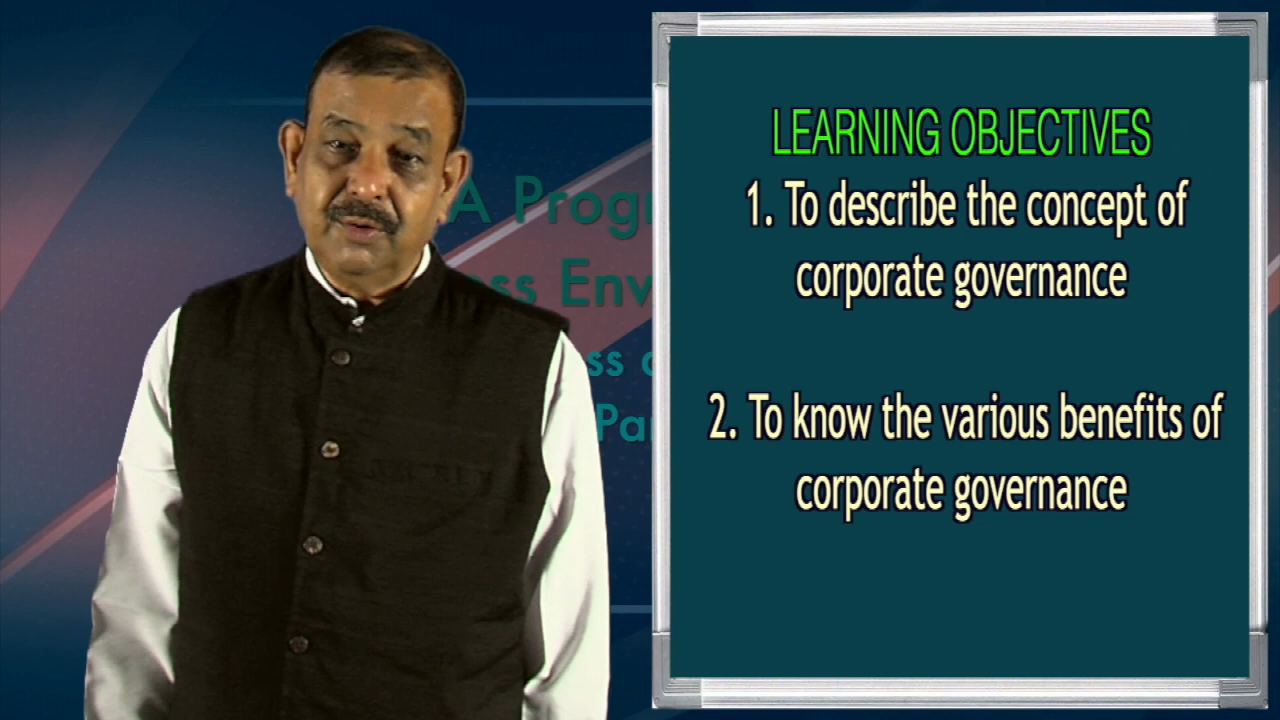 LEARNING OBJECTIVES
1. To describe the concept of
corporate governance
2. To know the various benefits of
corporate governance
A